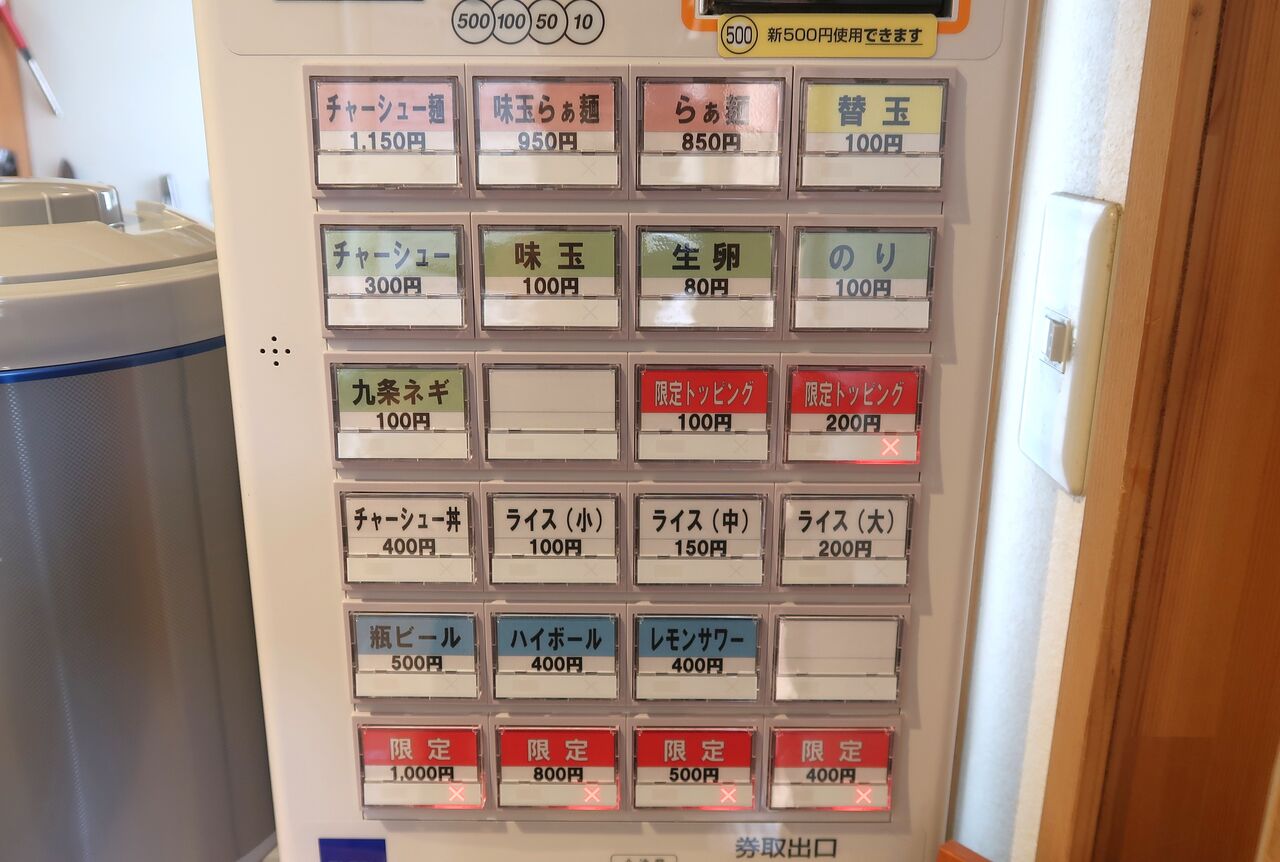 500 100 50 10
500 新500円使用できます
チャーシュー麺
1,150円
味玉らぁ麺
950円
らぁ麺
850円
替玉
100円
チャーシュー
300円
味玉
100円
生卵
80円
のり
100円
九条ネギ
100円
限定トッピング
100円
限定トッピング
200円
×
チャーシュー丼
400円
ライス(小)
100円
ライス(中)
150円
ライス(大)
200円
瓶ビール
500円
ハイボール
400円
レモンサワー
400円
限定
1,000円
×
限定
800円
×
限定
500円
×
限定
400円
×
券取出口